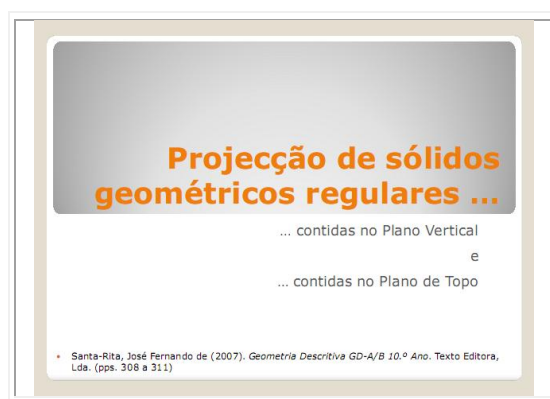 Projecção de sólidos
geométricos regulares ...
... contidas no Plano Vertical
e
... contidas no Plano de Topo
• Santa-Rita, José Fernando de (2007). Geometria Descritiva GD-A/B 10.º Ano. Texto Editora,
Lda. (pps. 308 a 311)